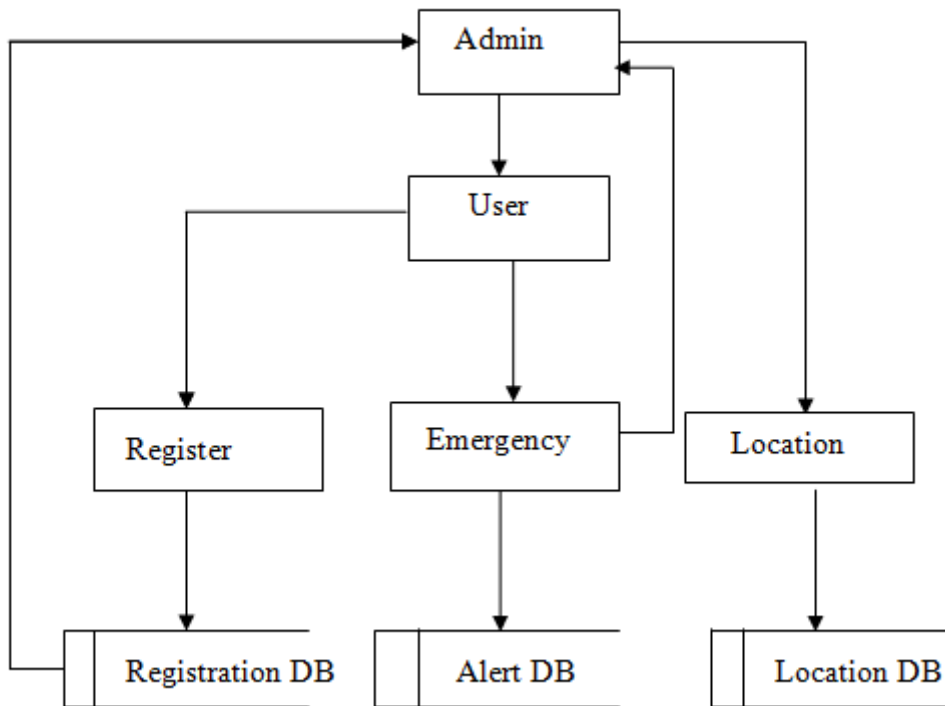 Admin
User
Register
Emergency
Location
Registration DB
Alert DB
Location DB